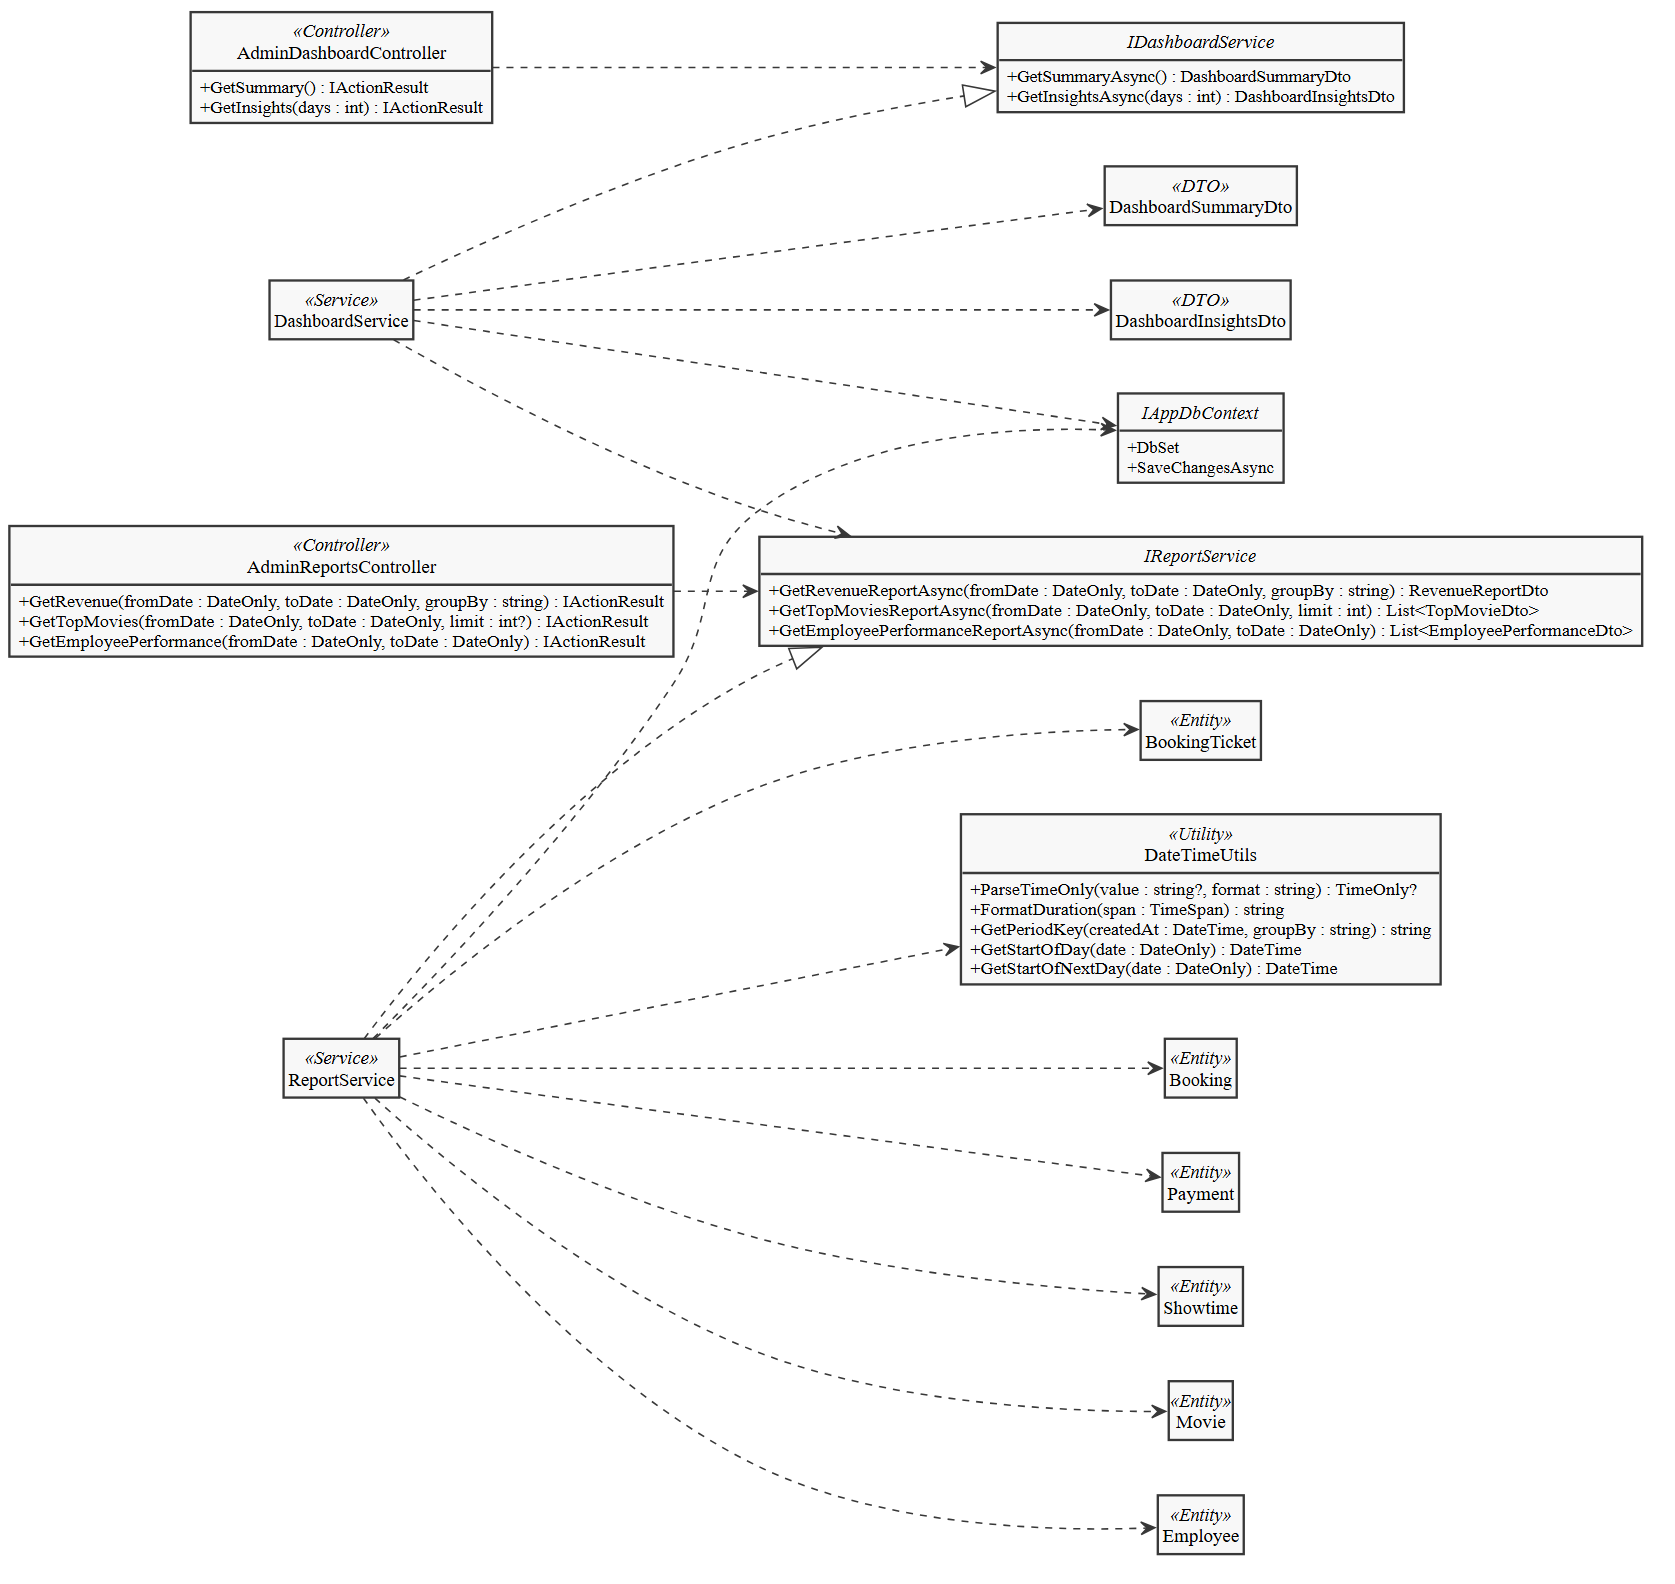 «Controller»
AdminDashboardController
+GetSummary() : IActionResult
+GetInsights(days : int) : IActionResult
IDashboardService
+GetSummaryAsync() : DashboardSummaryDto
+GetInsightsAsync(days : int) : DashboardInsightsDto
«DTO»
DashboardSummaryDto
«Service»
DashboardService
«DTO»
DashboardInsightsDto
IAppDbContext
+DbSet
+SaveChangesAsync
«Controller»
AdminReportsController
+GetRevenue(fromDate : DateOnly, toDate : DateOnly, groupBy : string) : IActionResult
+GetTopMovies(fromDate : DateOnly, toDate : DateOnly, limit : int?) : IActionResult
+GetEmployeePerformance(fromDate : DateOnly, toDate : DateOnly) : IActionResult
IReportService
+GetRevenueReportAsync(fromDate : DateOnly, toDate : DateOnly, groupBy : string) : RevenueReportDto
+GetTopMoviesReportAsync(fromDate : DateOnly, toDate : DateOnly, limit : int) : List<TopMovieDto>
+GetEmployeePerformanceReportAsync(fromDate : DateOnly, toDate : DateOnly) : List<EmployeePerformanceDto>
«Entity»
BookingTicket
«Utility»
DateTimeUtils
+ParseTimeOnly(value : string?, format : string) : TimeOnly?
+FormatDuration(span : TimeSpan) : string
+GetPeriodKey(createdAt : DateTime, groupBy : string) : string
+GetStartOfDay(date : DateOnly) : DateTime
+GetStartOfNextDay(date : DateOnly) : DateTime
«Service»
ReportService
«Entity»
Booking
«Entity»
Payment
«Entity»
Showtime
«Entity»
Movie
«Entity»
Employee